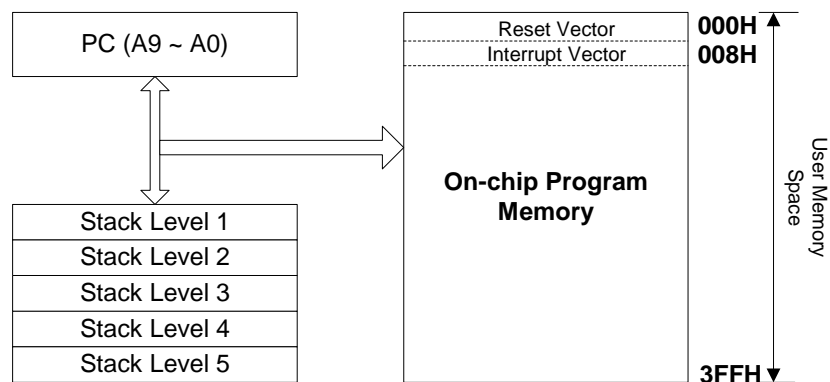 PC (A9 ~ A0)
Reset Vector
000H
Interrupt Vector
008H
On-chip Program
Memory
User Memory
Space
Stack Level 1
Stack Level 2
Stack Level 3
Stack Level 4
Stack Level 5
3FFH